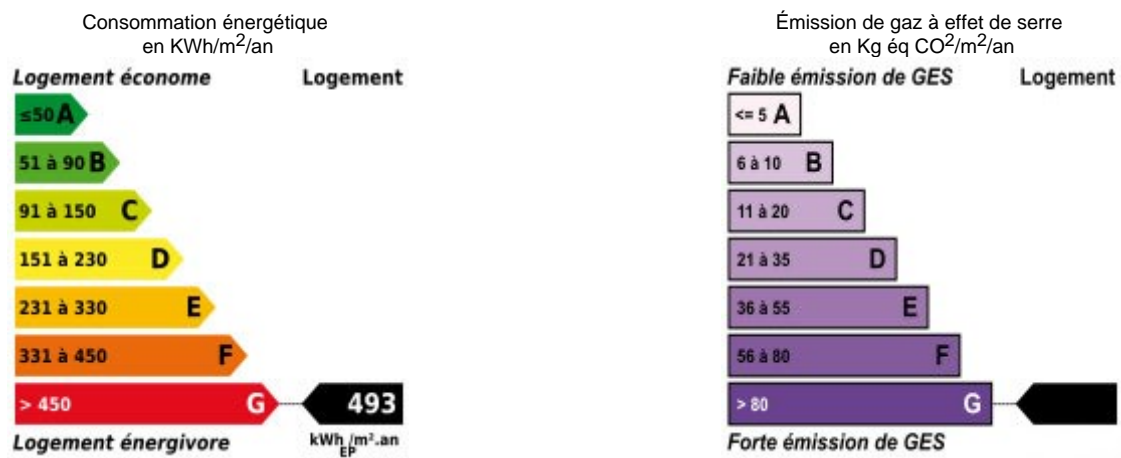 Consommation énergétique
en KWh/m²/an
Logement économe Logement
≤50 A
51 à 90 B
91 à 150 C
151 à 230 D
231 à 330 E
331 à 450 F
> 450 G 493
kWhEP/m².an
Logement énergivore
Émission de gaz à effet de serre
en Kg éq CO²/m²/an
Faible émission de GES Logement
<= 5 A
6 à 10 B
11 à 20 C
21 à 35 D
36 à 55 E
56 à 80 F
> 80 G
Forte émission de GES